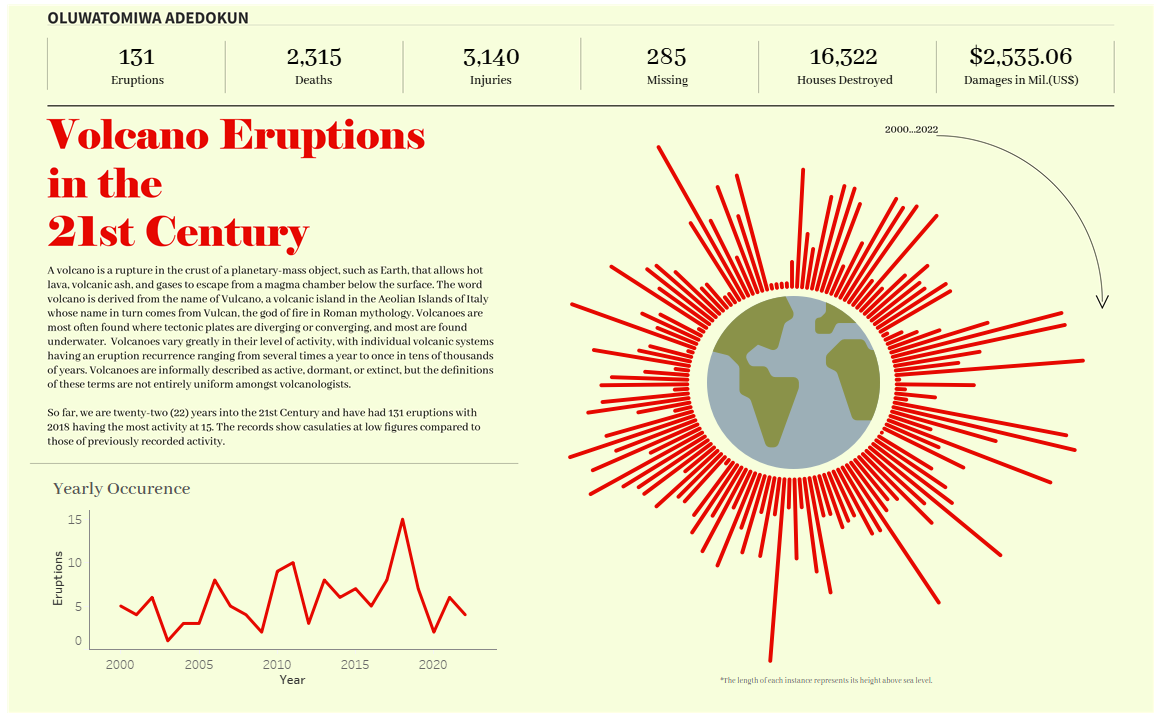 OLUWATOMIWA ADEDOKUN
131
Eruptions
2,315
Deaths
3,140
Injuries
285
Missing
16,322
Houses Destroyed
$2,535.06
Damages in Mil.(US$)
Volcano Eruptions
in the
21st Century
A volcano is a rupture in the crust of a planetary-mass object, such as Earth, that allows hot
lava, volcanic ash, and gases to escape from a magma chamber below the surface. The word
volcano is derived from the name of Vulcano, a volcanic island in the Aeolian Islands of Italy
whose name in turn comes from Vulcan, the god of fire in Roman mythology. Volcanoes are
most often found where tectonic plates are diverging or converging, and most are found
underwater. Volcanoes vary greatly in their level of activity, with individual volcanic systems
having an eruption recurrence ranging from several times a year to once in tens of thousands
of years. Volcanoes are informally described as active, dormant, or extinct, but the definitions
of these terms are not entirely uniform amongst volcanologists.
So far, we are twenty-two (22) years into the 21st Century and have had 131 eruptions with
2018 having the most activity at 15. The records show casulaties at low figures compared to
those of previously recorded activity.
2000...2022
Yearly Occurence
15
10
5
0
Eruptions
2000
2005
2010
2015
2020
Year
*The length of each instance represents its height above sea level.